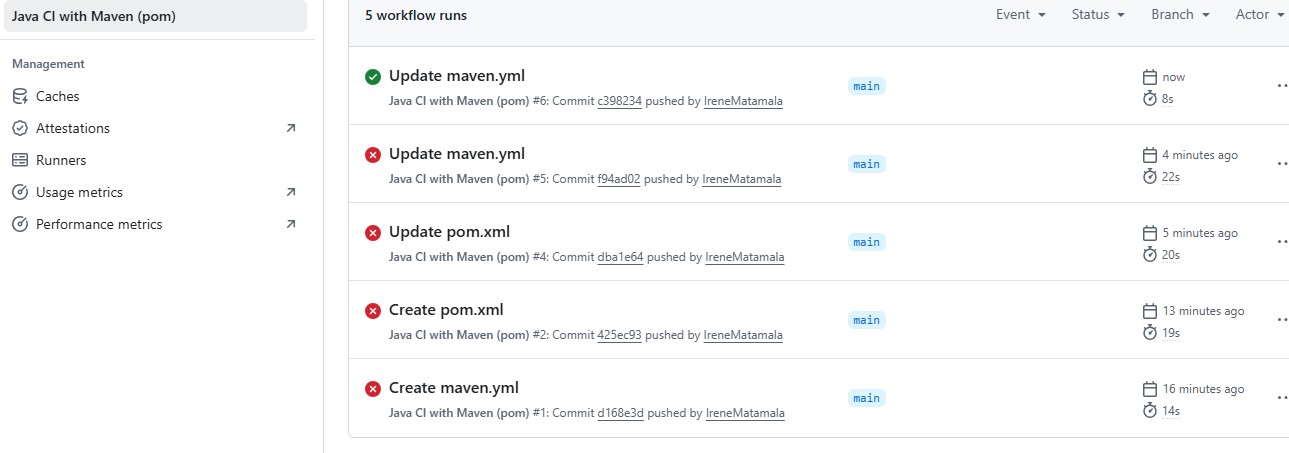 Java CI with Maven (pom)
Management
Caches
Attestations
Runners
Usage metrics
Performance metrics
5 workflow runs
Event Status Branch Actor
Update maven.yml
Java CI with Maven (pom) #6: Commit c398234 pushed by IreneMatamala
main
now
8s
Update maven.yml
Java CI with Maven (pom) #5: Commit f94ad02 pushed by IreneMatamala
main
4 minutes ago
22s
Update pom.xml
Java CI with Maven (pom) #4: Commit dba1e64 pushed by IreneMatamala
main
5 minutes ago
20s
Create pom.xml
Java CI with Maven (pom) #2: Commit 425ec93 pushed by IreneMatamala
main
13 minutes ago
19s
Create maven.yml
Java CI with Maven (pom) #1: Commit d168e3d pushed by IreneMatamala
main
16 minutes ago
14s